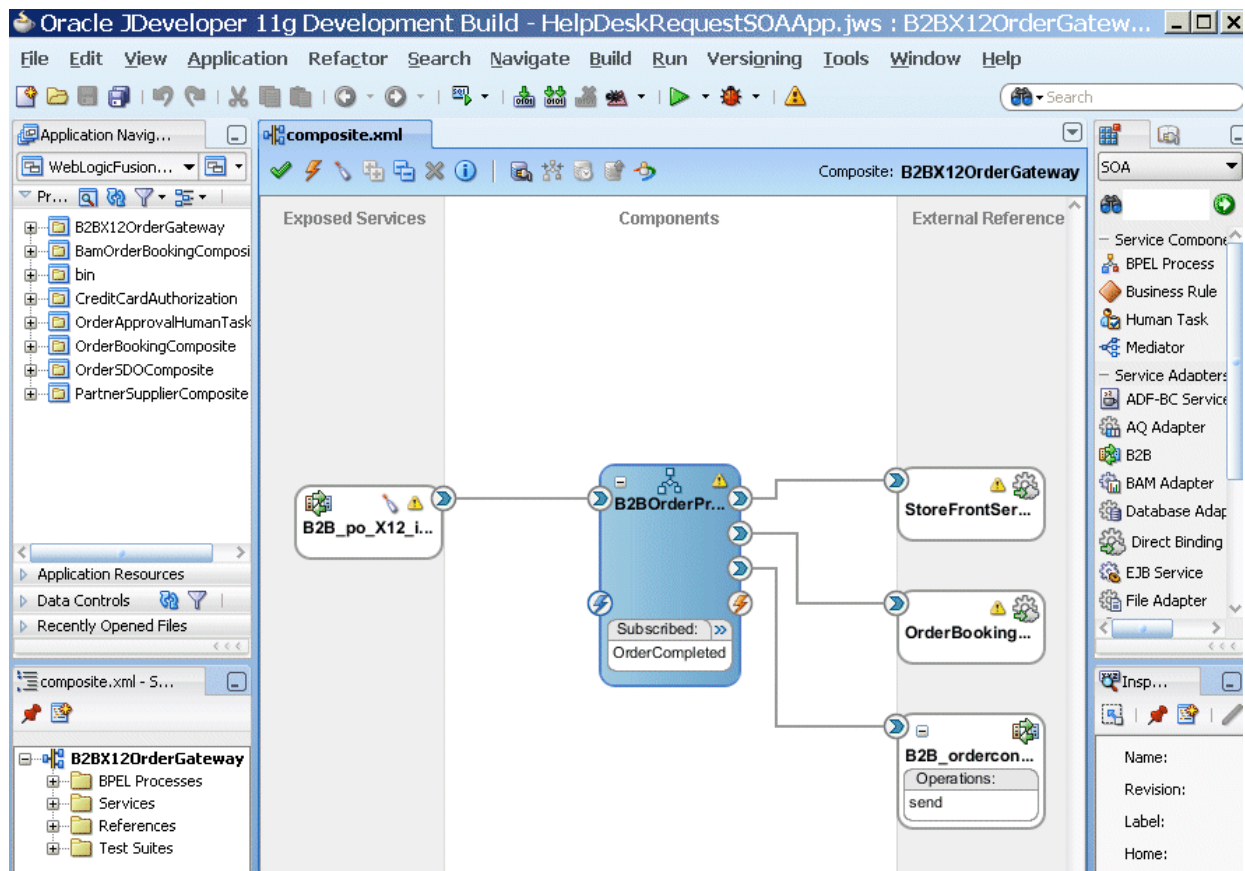 Oracle JDeveloper 11g Development Build - HelpDeskRequestSOAApp.jws : B2BX12OrderGatew...
File Edit View Application Refactor Search Navigate Build Run Versioning Tools Window Help
Search
Application Navig...
WebLogicFusion...
Pr...
B2BX12OrderGateway
BamOrderBookingComposi
bin
CreditCardAuthorization
OrderApprovalHumanTask
OrderBookingComposite
OrderSDOComposite
PartnerSupplierComposite
Application Resources
Data Controls
Recently Opened Files
composite.xml - S...
B2BX12OrderGateway
BPEL Processes
Services
References
Test Suites
composite.xml
Composite: B2BX12OrderGateway
Exposed Services
Components
External Reference
B2B_po_X12_i...
B2BOrderPr...
Subscribed: »
OrderCompleted
StoreFrontSer...
OrderBooking...
B2B_ordercon...
Operations:
send
SOA
Service Compone
BPEL Process
Business Rule
Human Task
Mediator
Service Adapters
ADF-BC Service
AQ Adapter
B2B
BAM Adapter
Database Adap
Direct Binding
EJB Service
File Adapter
Insp...
Name:
Revision:
Label:
Home: